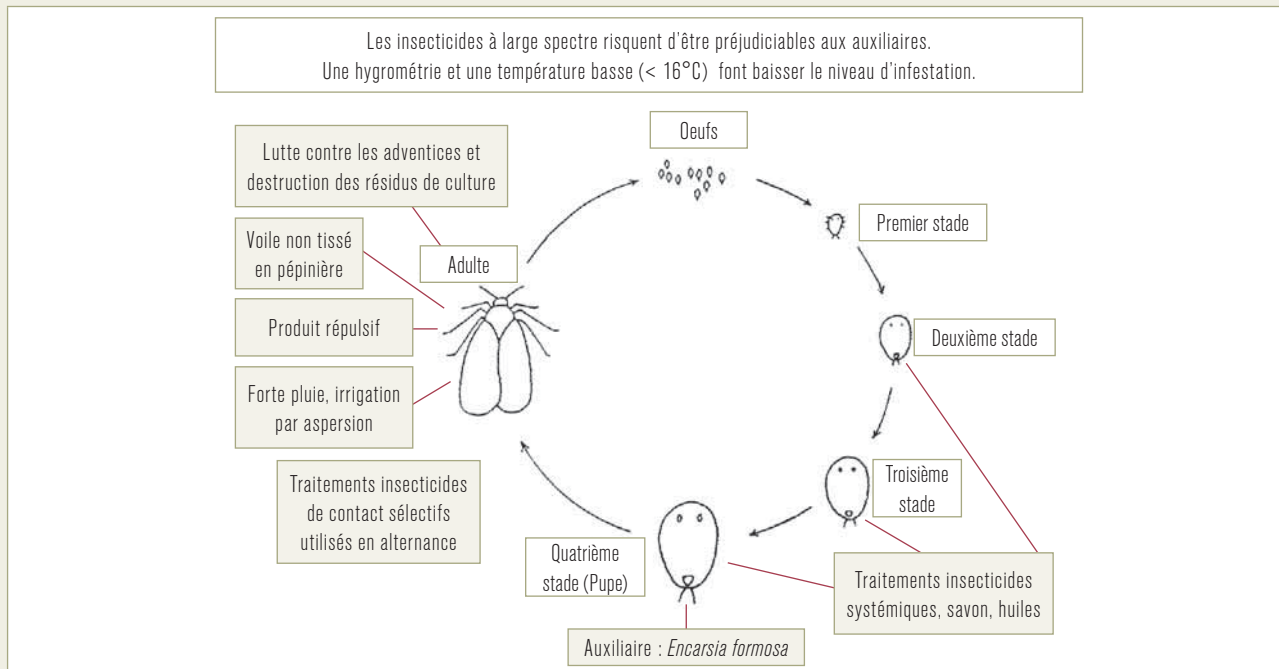 Les insecticides à large spectre risquent d'être préjudiciables aux auxiliaires.
Une hygrométrie et une température basse (< 16°C) font baisser le niveau d'infestation.
Oeufs
Lutte contre les adventices et
destruction des résidus de culture
Premier stade
Voile non tissé
en pépinière
Adulte
Produit répulsif
Deuxième stade
Forte pluie, irrigation
par aspersion
Troisième
stade
Traitements insecticides
de contact sélectifs
utilisés en alternance
Quatrième
stade (Pupe)
Traitements insecticides
systémiques, savon, huiles
Auxiliaire : Encarsia formosa